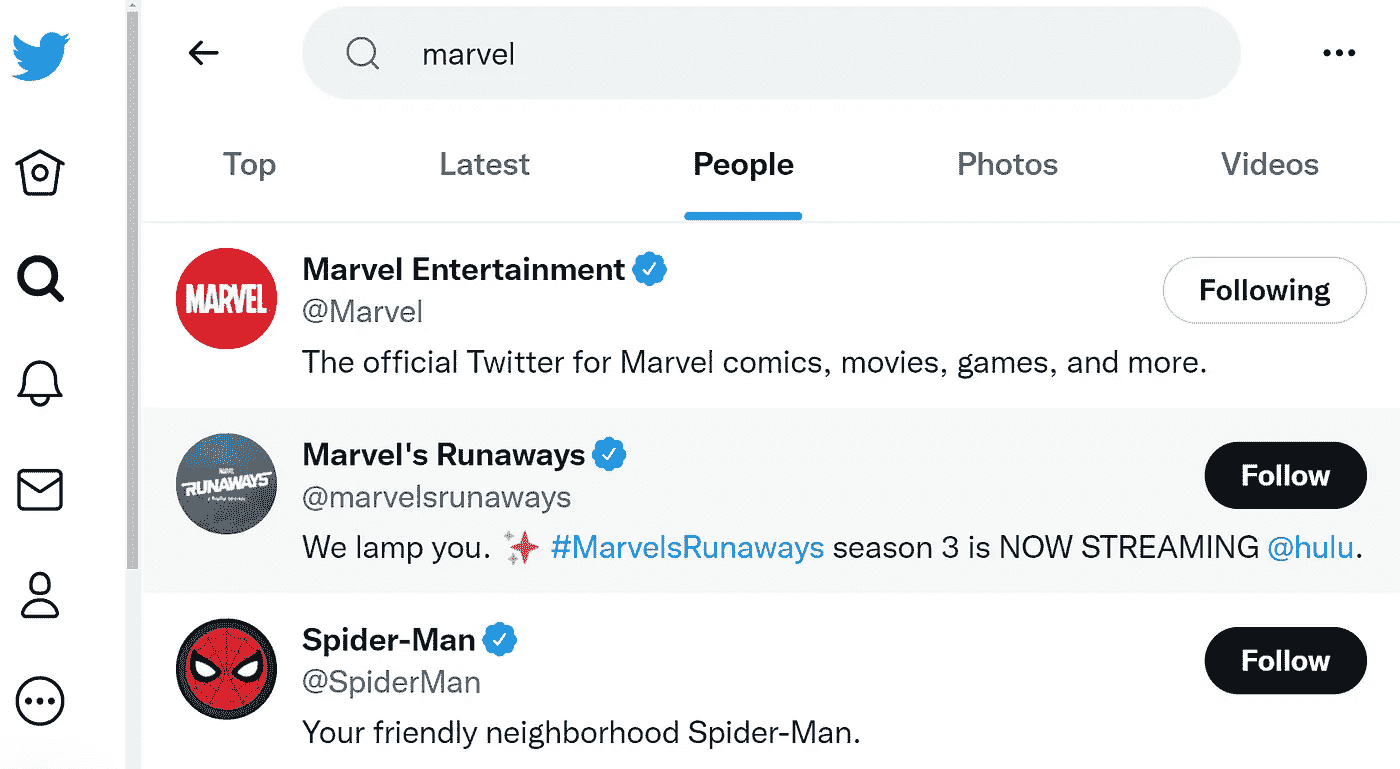 marvel
Top Latest People Photos Videos
MARVEL
Marvel Entertainment
@Marvel
Following
The official Twitter for Marvel comics, movies, games, and more.
MARVEL
RUNAWAYS
Marvel's Runaways
@marvelsrunaways
Follow
We lamp you. #MarvelsRunaways season 3 is NOW STREAMING @hulu.
Spider-Man
@SpiderMan
Follow
Your friendly neighborhood Spider-Man.